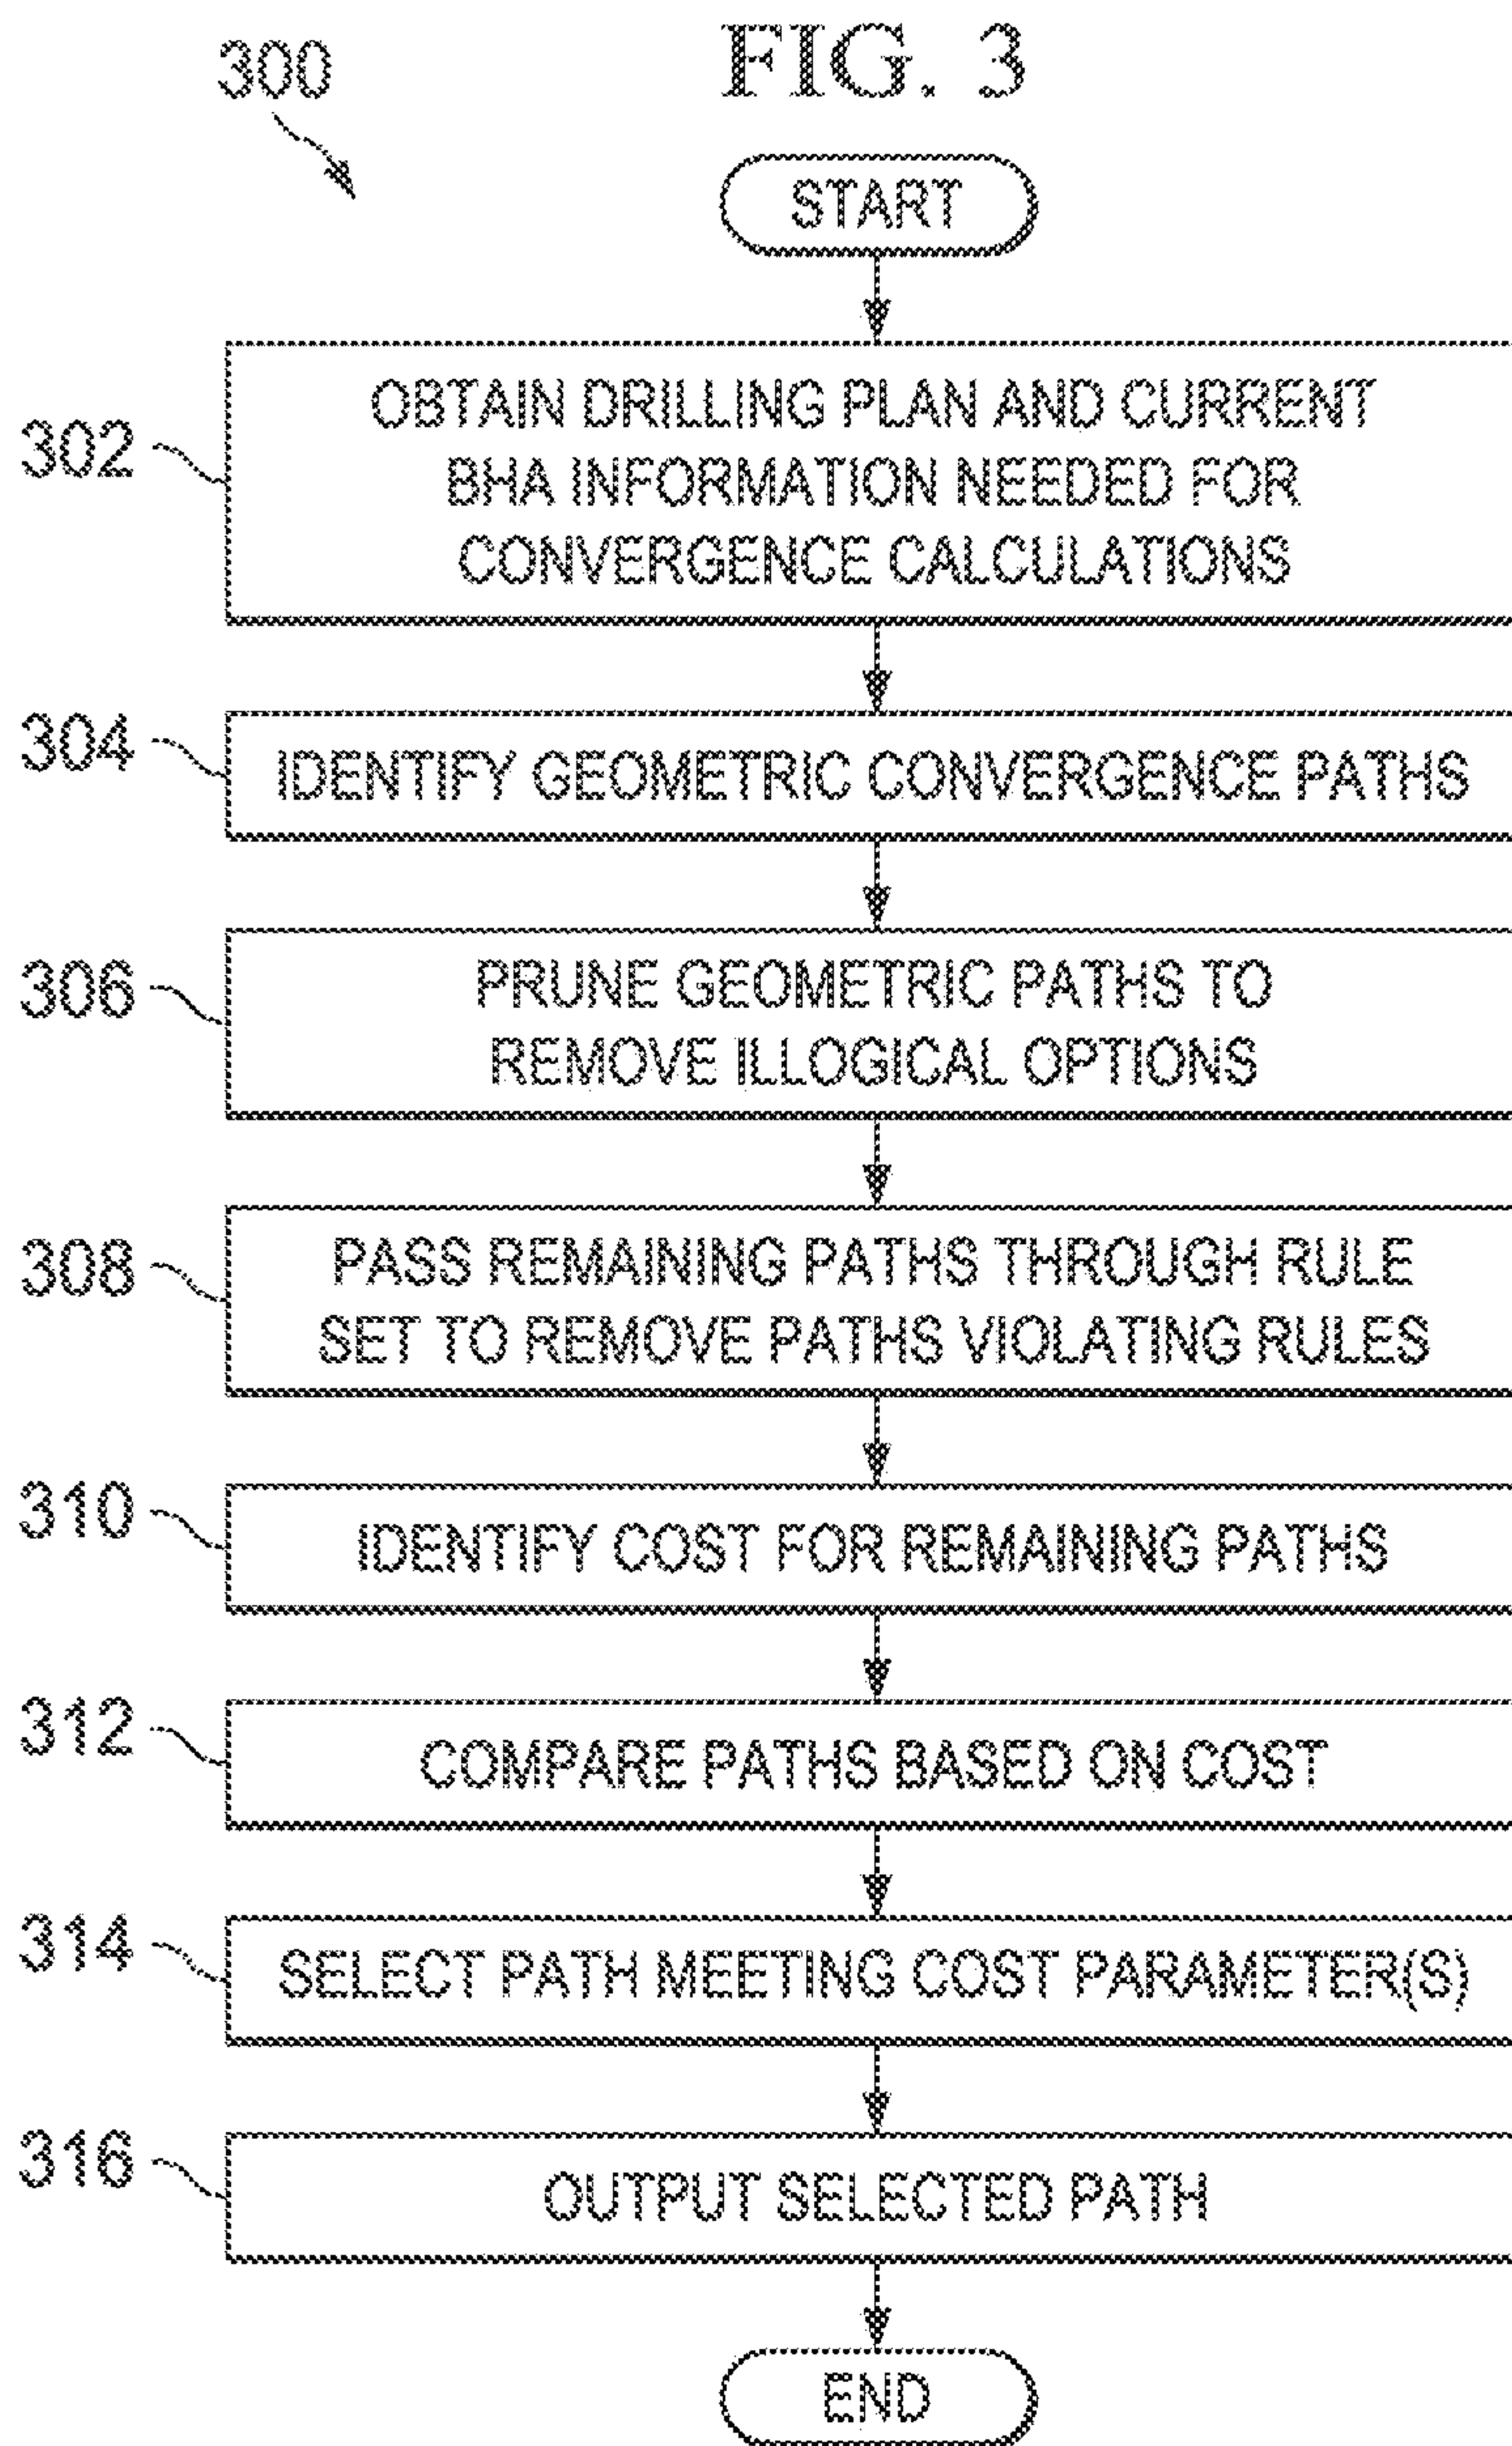 300
FIG. 3
START
302
OBTAIN DRILLING PLAN AND CURRENT
BHA INFORMATION NEEDED FOR
CONVERGENCE CALCULATIONS
304
IDENTIFY GEOMETRIC CONVERGENCE PATHS
306
PRUNE GEOMETRIC PATHS TO
REMOVE ILLOGICAL OPTIONS
308
PASS REMAINING PATHS THROUGH RULE
SET TO REMOVE PATHS VIOLATING RULES
310
IDENTIFY COST FOR REMAINING PATHS
312
COMPARE PATHS BASED ON COST
314
SELECT PATH MEETING COST PARAMETER(S)
316
OUTPUT SELECTED PATH
END